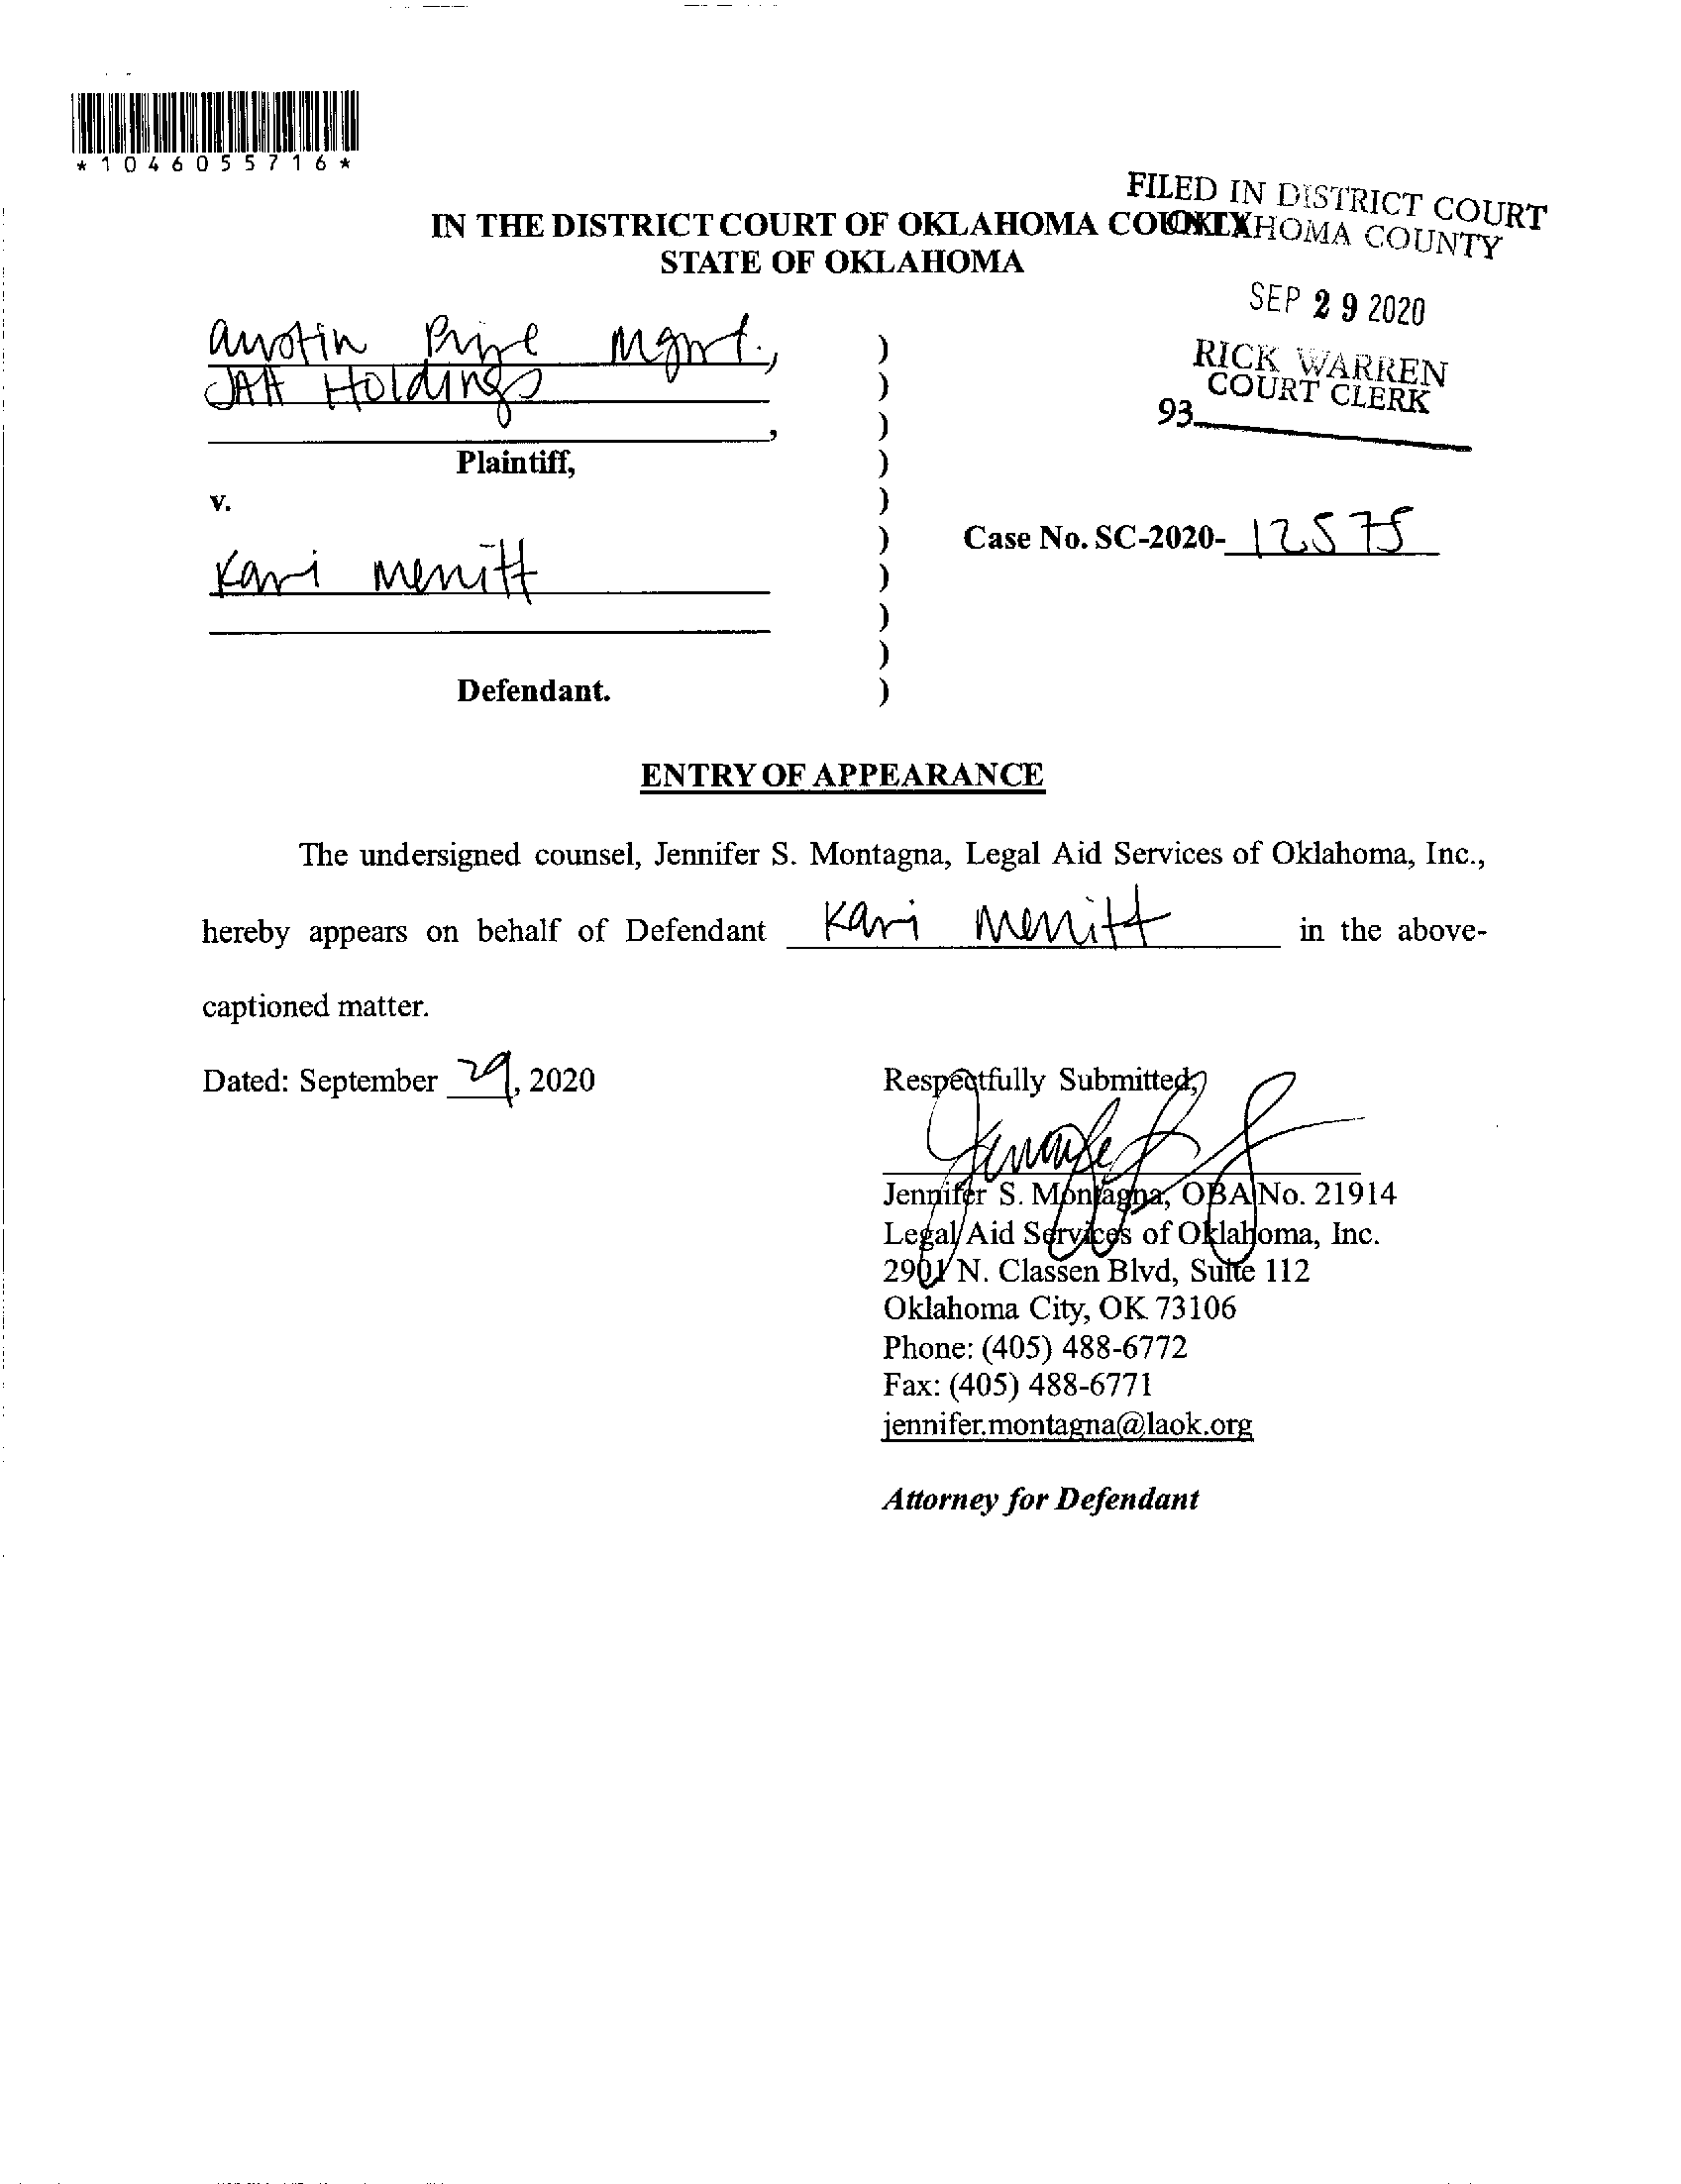 *1046055716*
FILED IN DISTRICT COURT
OKLAHOMA COUNTY
IN THE DISTRICT COURT OF OKLAHOMA COUNTY
STATE OF OKLAHOMA
SEP 29 2020
RICK WARREN
COURT CLERK
93
Austin Mgmt.,
Holdings
,
Plaintiff,
v.
Case No. SC-2020-12575
Kari Merritt
Defendant.
)
)
)
)
)
)
)
)
)
)
ENTRY OF APPEARANCE
The undersigned counsel, Jennifer S. Montagna, Legal Aid Services of Oklahoma, Inc.,
hereby appears on behalf of Defendant Kari Merritt in the above-
captioned matter.
Dated: September 29, 2020
Respectfully Submitted,
Jennifer S. Montagna, OBA No. 21914
Legal Aid Services of Oklahoma, Inc.
2901 N. Classen Blvd, Suite 112
Oklahoma City, OK 73106
Phone: (405) 488-6772
Fax: (405) 488-6771
jennifer.montagna@laok.org
Attorney for Defendant